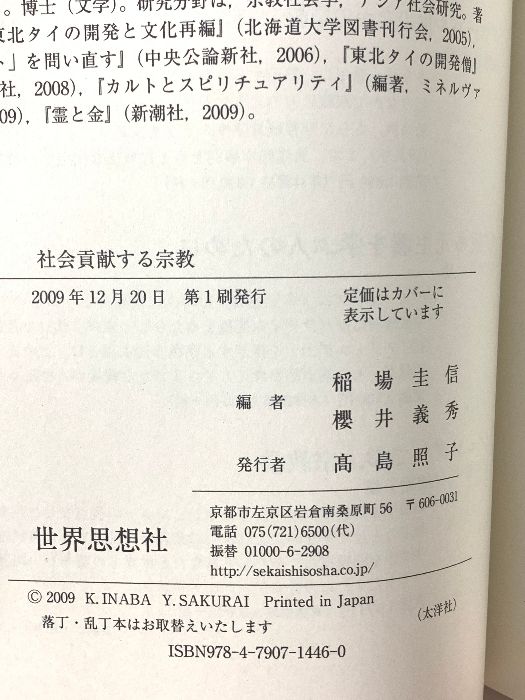 。博士（文学）。研究分野は，宗教社会学，アジア社会研究。著
東北タイの開発と文化再編』（北海道大学図書刊行会，2005），
ト」を問い直す』（中央公論新社，2006），『東北タイの開発僧』
社，2008），『カルトとスピリチュアリティ』（編著，ミネルヴァ
09），『霊と金』（新潮社，2009）。
社会貢献する宗教
2009年12月20日　第1刷発行
定価はカバーに
表示しています
編者　稲場圭信
櫻井義秀
発行者　髙島照子
世界思想社
京都市左京区岩倉南桑原町56　〒606-0031
電話 075(721)6500(代)
振替 01000-6-2908
http://sekaishisosha.co.jp/
© 2009 K. INABA Y. SAKURAI Printed in Japan
（太洋社）
落丁・乱丁本はお取替えいたします
ISBN978-4-7907-1446-0